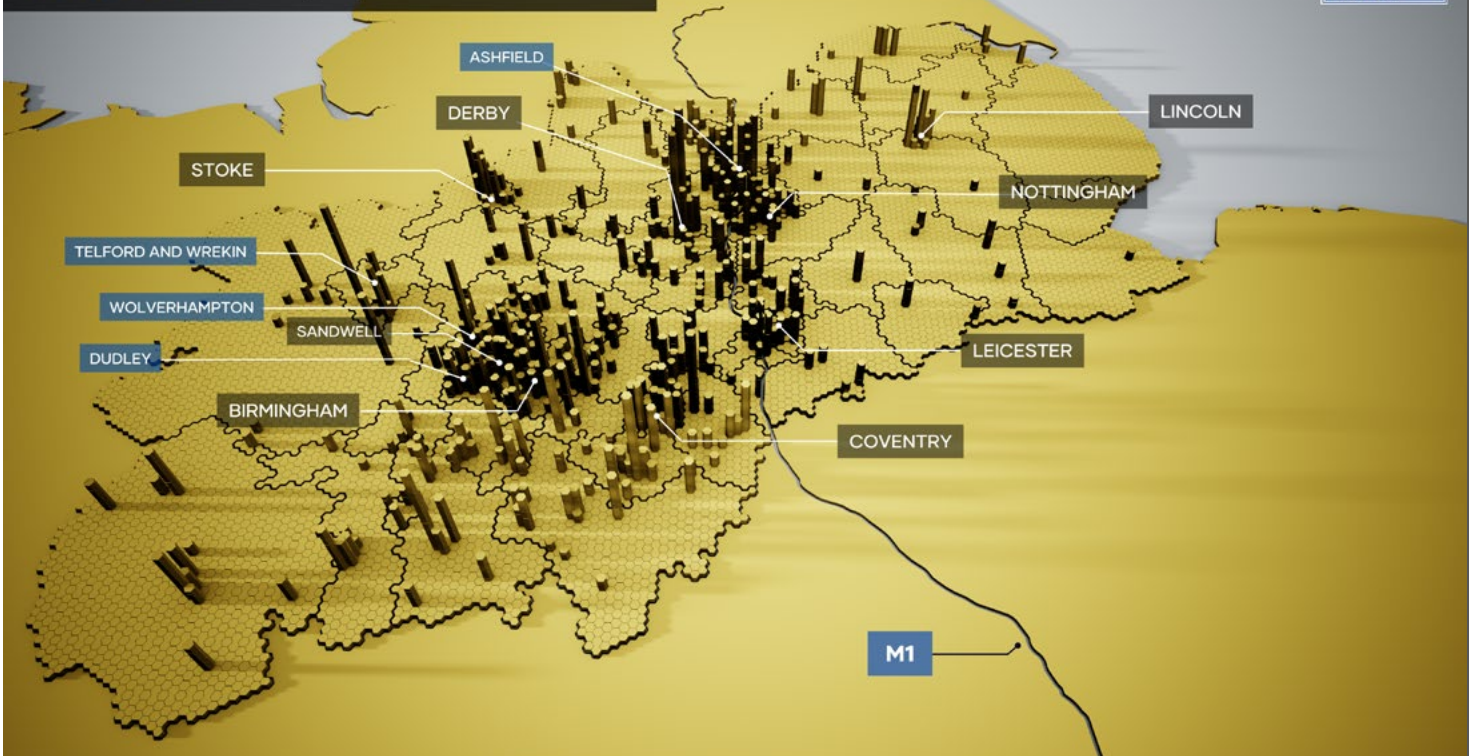 ASHFIELD
DERBY
LINCOLN
STOKE
NOTTINGHAM
TELFORD AND WREKIN
WOLVERHAMPTON
SANDWELL
DUDLEY
LEICESTER
BIRMINGHAM
COVENTRY
M1